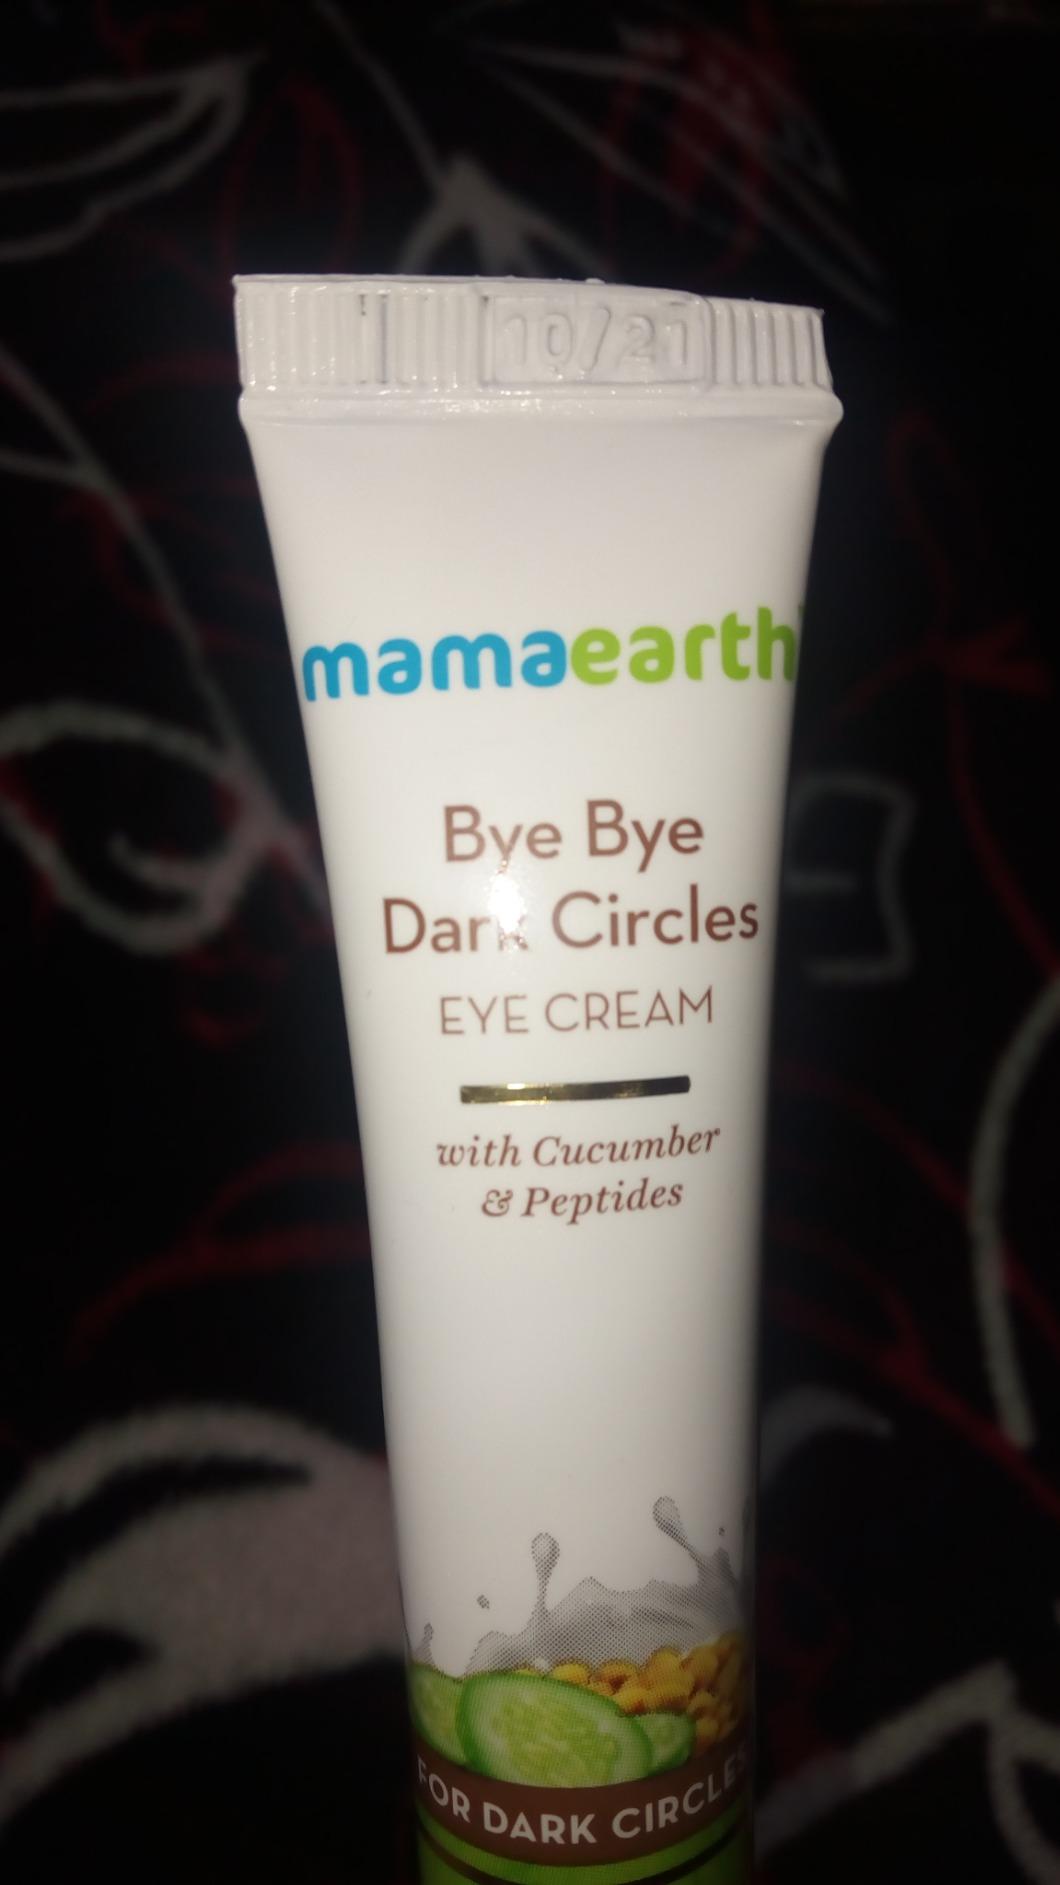 10/21
mamaearth
Bye Bye
Dark Circles
EYE CREAM
with Cucumber
& Peptides
FOR DARK CIRCLES